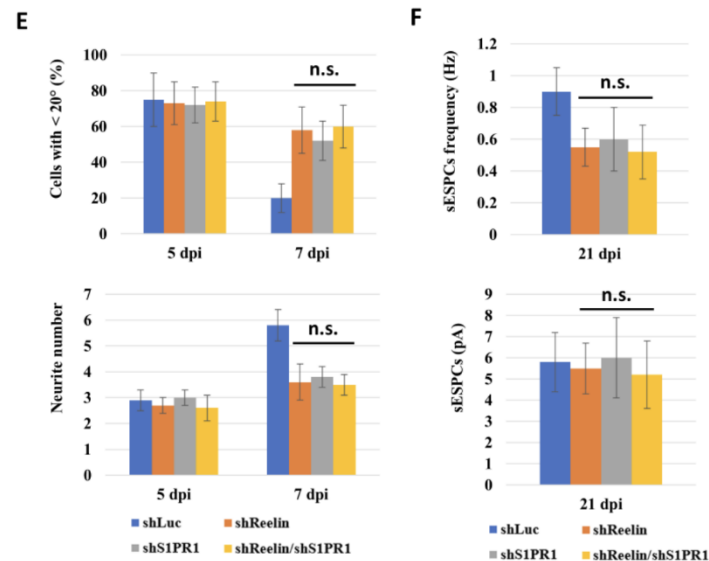 E
Cells with < 20° (%)
100
80
60
40
20
0
n.s.
5 dpi
7 dpi
Neurite number
7
6
5
4
3
2
1
0
n.s.
5 dpi
7 dpi
shLuc
shReelin
shS1PR1
shReelin/shS1PR1
F
sESPCs frequency (Hz)
1.2
1
0.8
0.6
0.4
0.2
0
n.s.
21 dpi
sESPCs (pA)
9
8
7
6
5
4
3
2
1
0
n.s.
21 dpi
shLuc
shReelin
shS1PR1
shReelin/shS1PR1